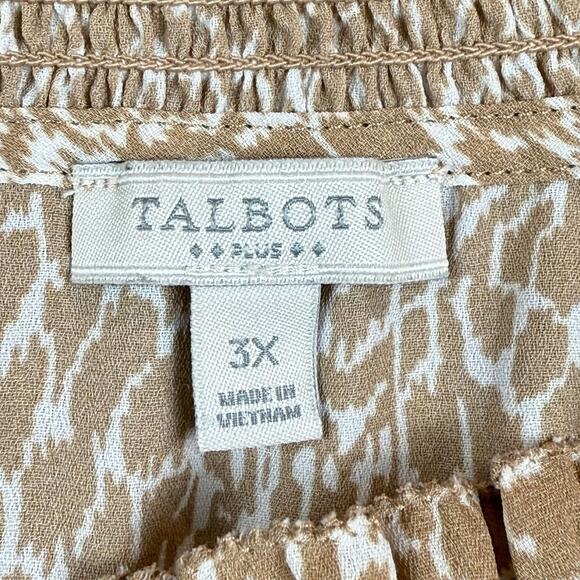 TALBOTS
PLUS
3X
MADE IN
VIETNAM